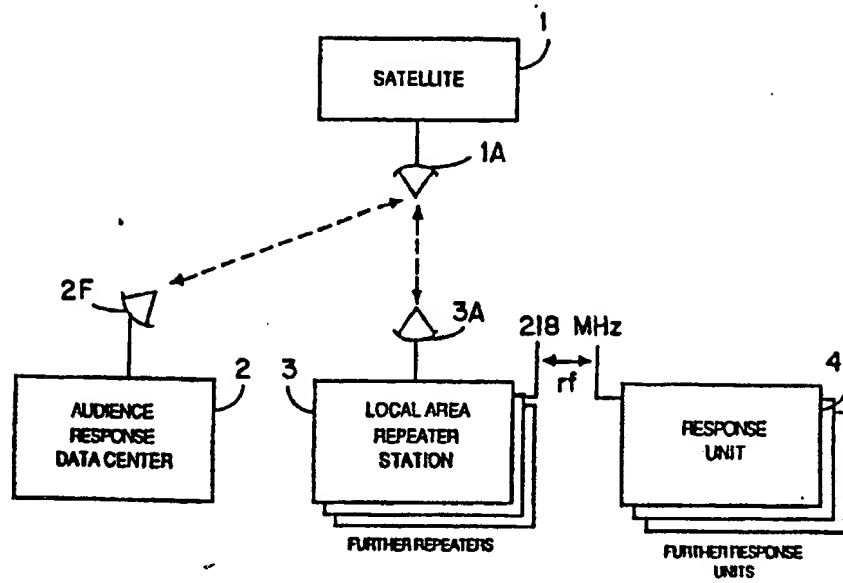 1
SATELLITE
1A
2F
3A
218 MHz
rf
2
3
4
AUDIENCE
RESPONSE
DATA CENTER
LOCAL AREA
REPEATER
STATION
RESPONSE
UNIT
FURTHER REPEATERS
FURTHER RESPONSE
UNITS